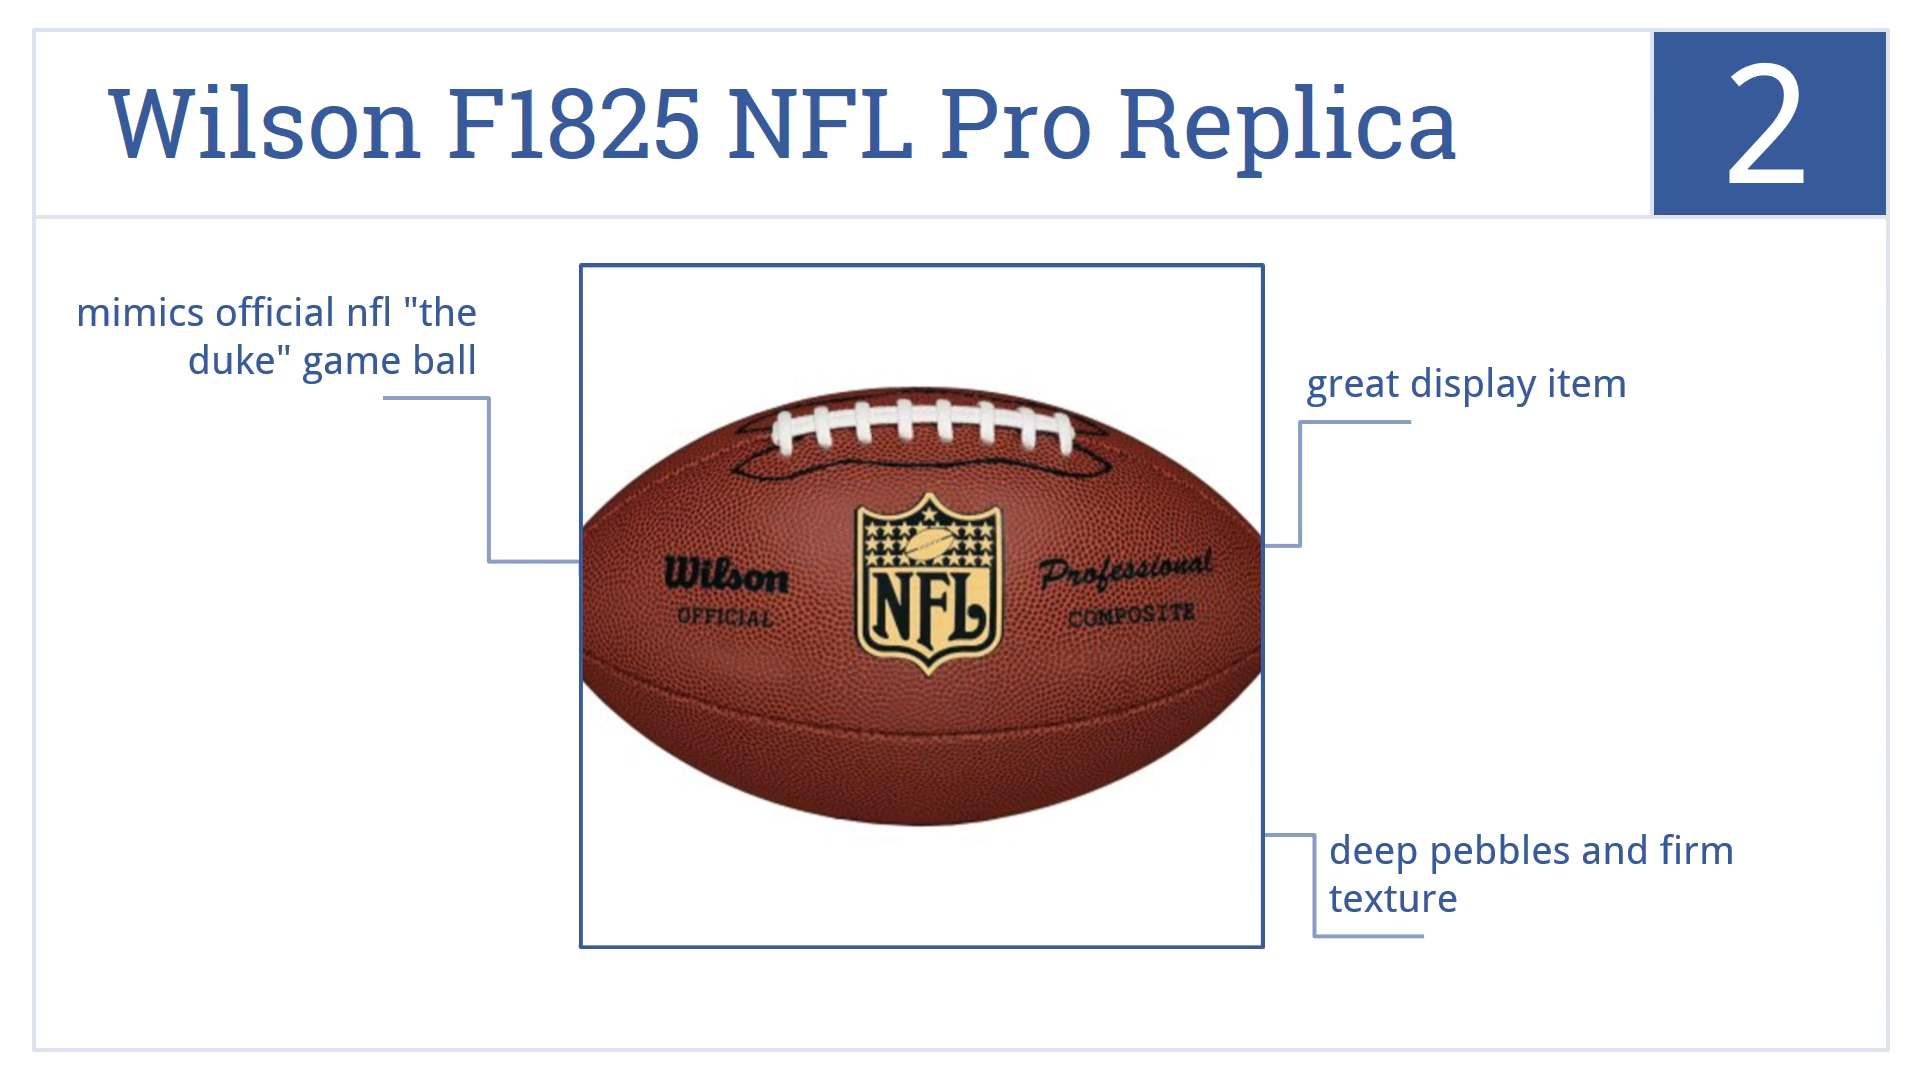 Wilson F1825 NFL Pro Replica
2
mimics official nfl "the
duke" game ball
great display item
Wilson
OFFICIAL
NFL
Professional
COMPOSITE
deep pebbles and firm
texture